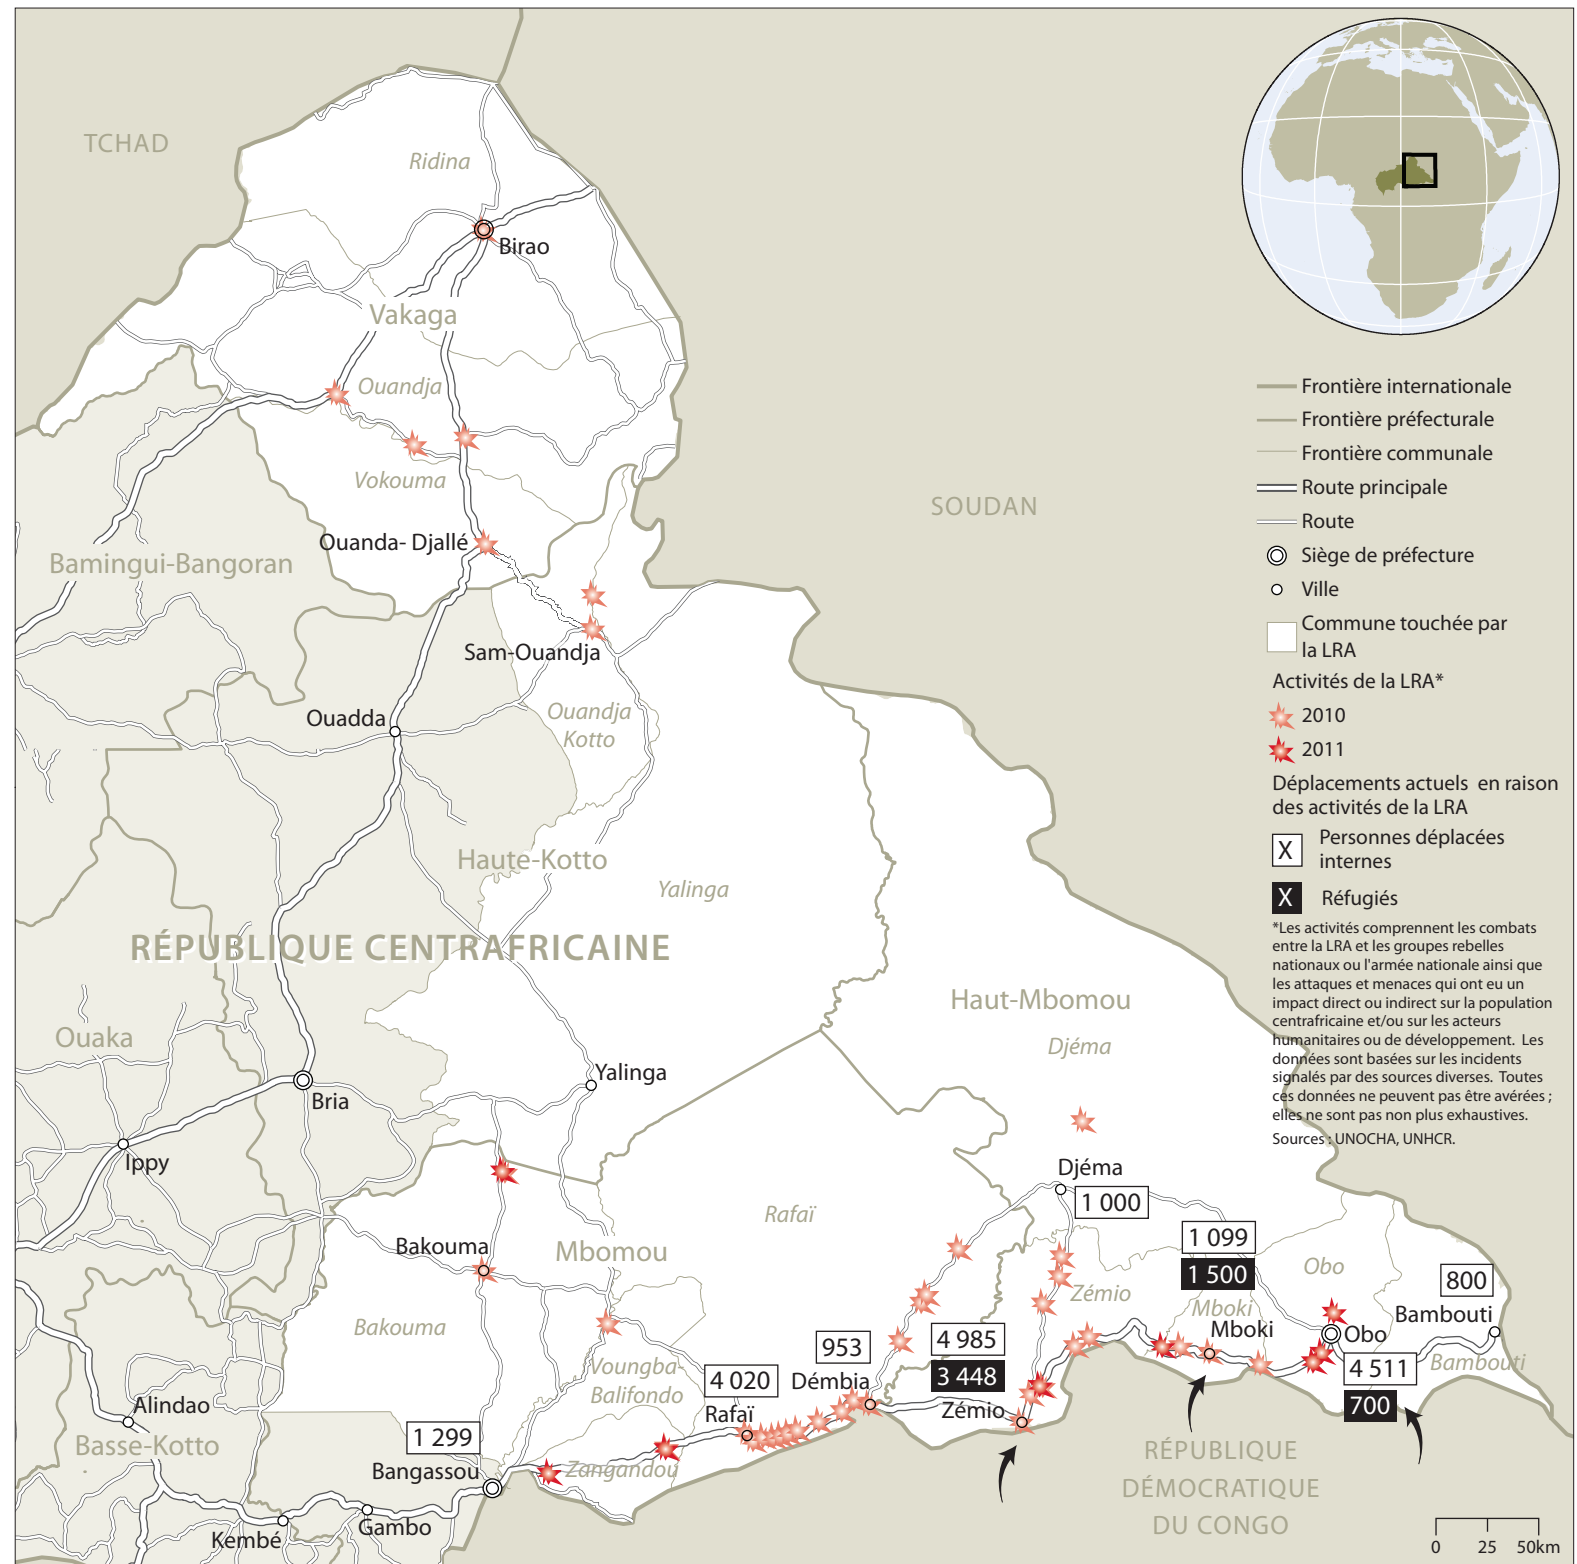 TCHAD
Ridina
Birao
Vakaga
Ouandja
Vokouma
SOUDAN
Ouanda- Djallé
Bamingui-Bangoran
Sam-Ouandja
Ouadda
Ouandja
Kotto
Haute-Kotto
Yalinga
RÉPUBLIQUE CENTRAFRICAINE
Haut-Mbomou
Djéma
Ouaka
Yalinga
Bria
Ippy
Djéma
1 000
Rafaï
Bakouma
Mbomou
1 099
1 500
Obo
800
Bambouti
Zémio
Mboki
Mboki
Obo
Bakouma
Voungba-
Balifondo
953
Démbia
4 985
3 448
4 511
700
Bambouti
4 020
Rafaï
Zémio
Alindao
Basse-Kotto
1 299
Bangassou
Zangandou
RÉPUBLIQUE
DÉMOCRATIQUE
DU CONGO
Kembé
Gambo
Frontière internationale
Frontière préfecturale
Frontière communale
Route principale
Route
Siège de préfecture
Ville
Commune touchée par
la LRA
Activités de la LRA*
2010
2011
Déplacements actuels en raison
des activités de la LRA
X Personnes déplacées
internes
X Réfugiés
*Les activités comprennent les combats
entre la LRA et les groupes rebelles
nationaux ou l'armée nationale ainsi que
les attaques et menaces qui ont eu un
impact direct ou indirect sur la population
centrafricaine et/ou sur les acteurs
humanitaires ou de développement. Les
données sont basées sur les incidents
signalés par des sources diverses. Toutes
ces données ne peuvent pas être avérées ;
elles ne sont pas non plus exhaustives.
Sources : UNOCHA, UNHCR.
0 25 50km